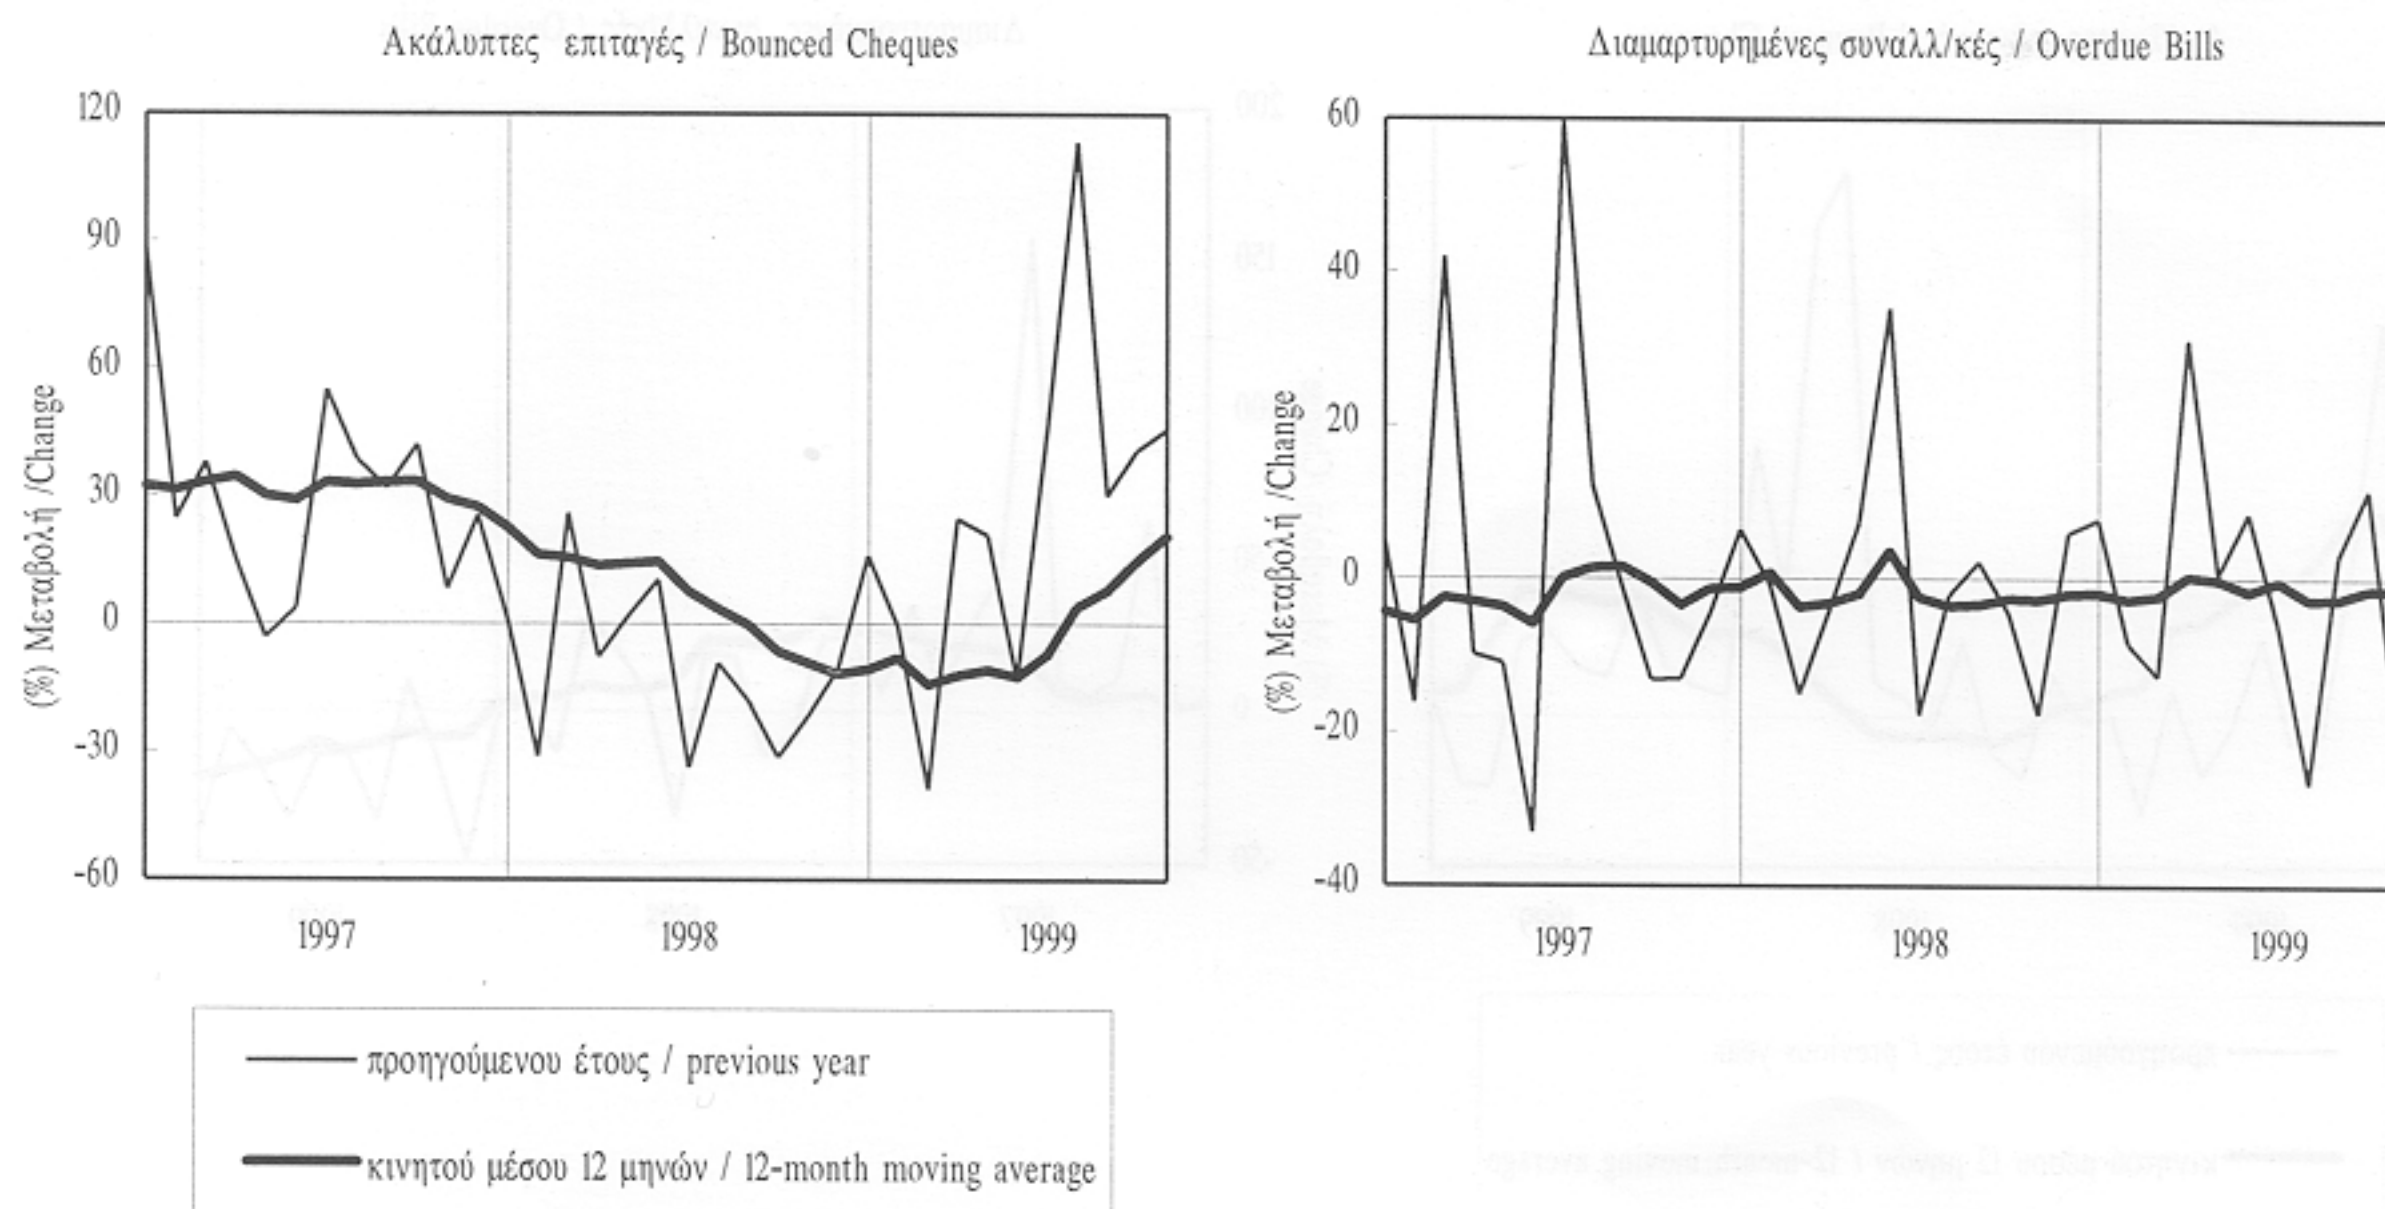 Ακάλυπτες επιταγές / Bounced Cheques
120
90
60
30
0
-30
-60
(%) Μεταβολή /Change
1997 1998 1999
Διαμαρτυρημένες συναλλ/κές / Overdue Bills
60
40
20
0
-20
-40
(%) Μεταβολή /Change
1997 1998 1999
προηγούμενου έτους / previous year
κινητού μέσου 12 μηνών / 12-month moving average